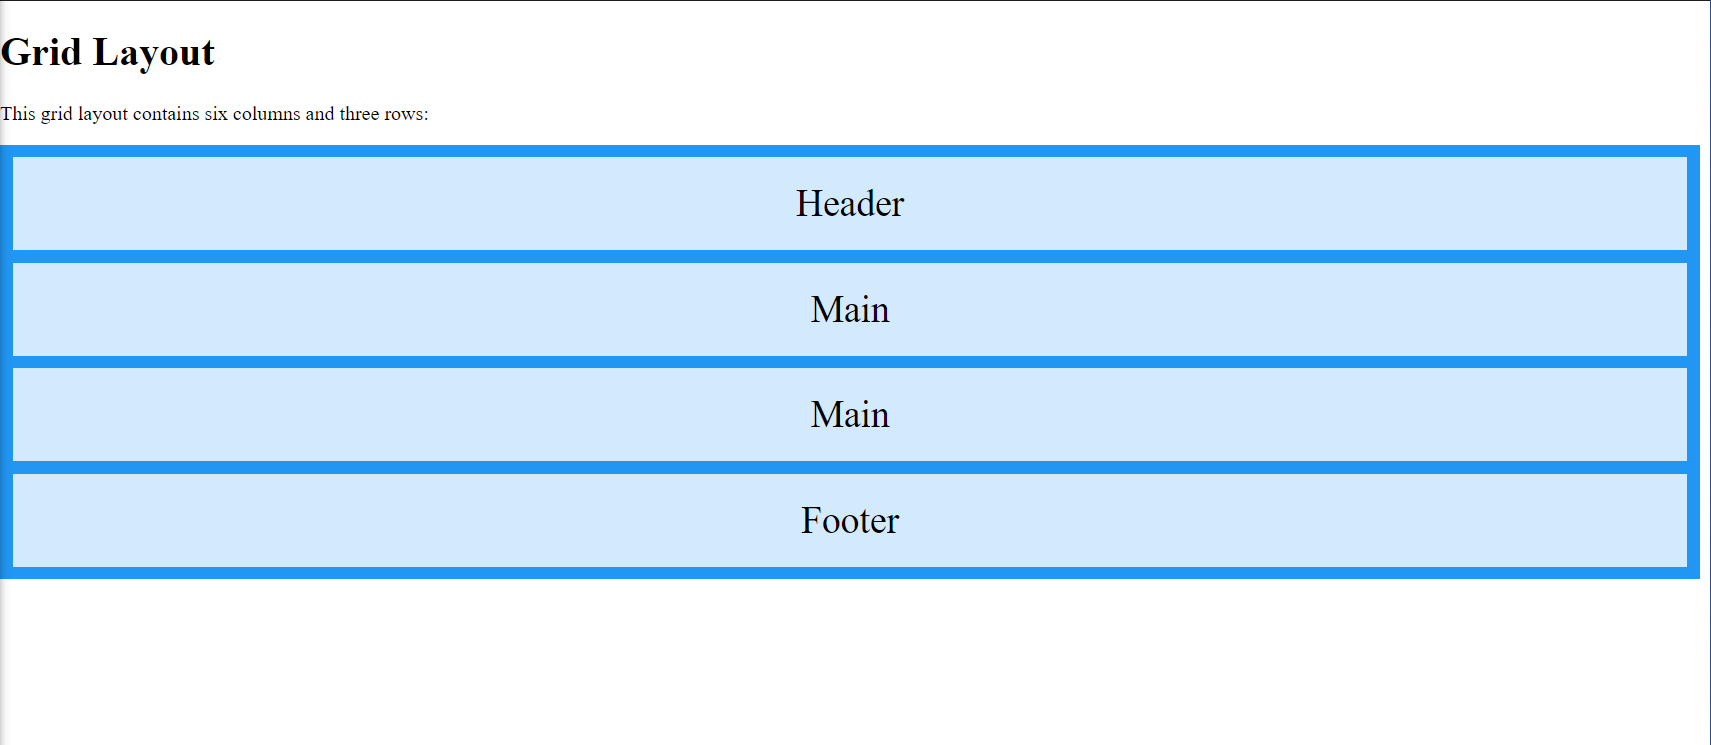 Grid Layout
This grid layout contains six columns and three rows:
Header
Main
Main
Footer